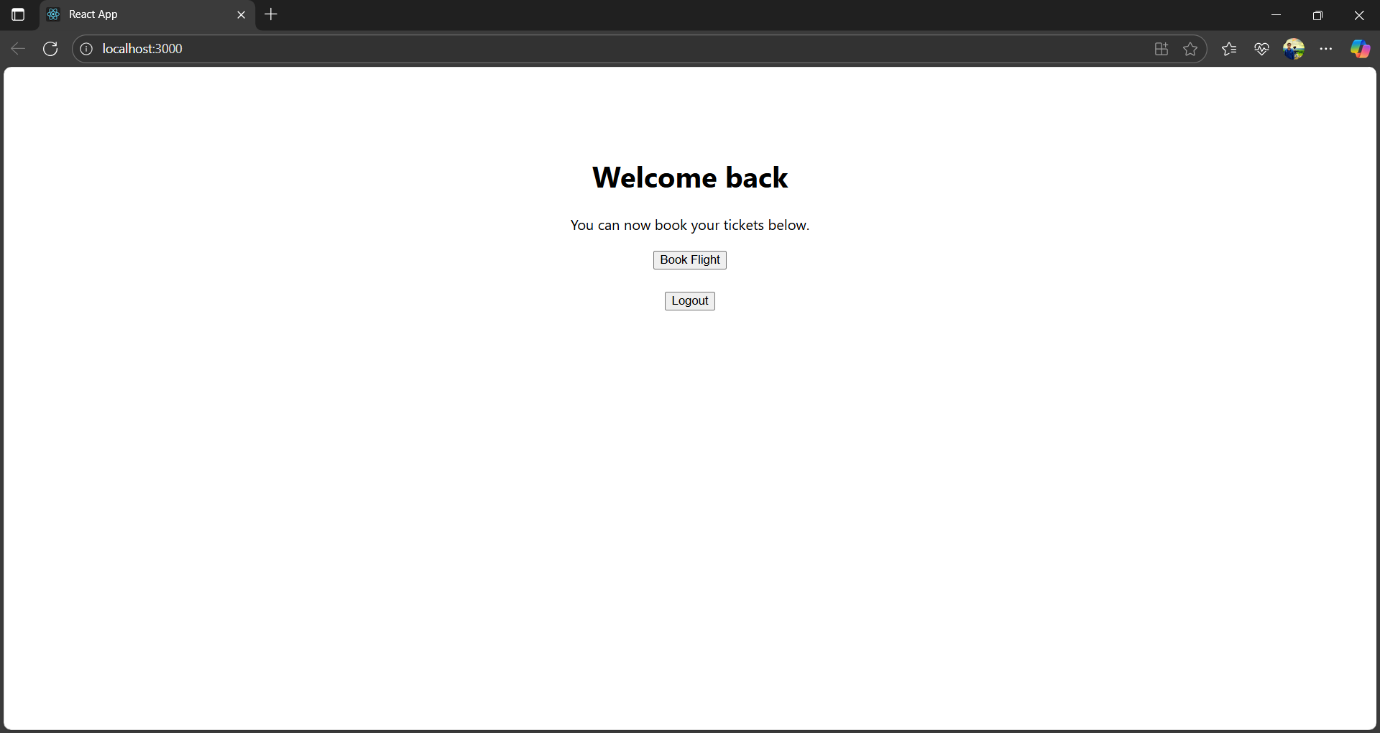 React App
localhost:3000
Welcome back
You can now book your tickets below.
Book Flight
Logout